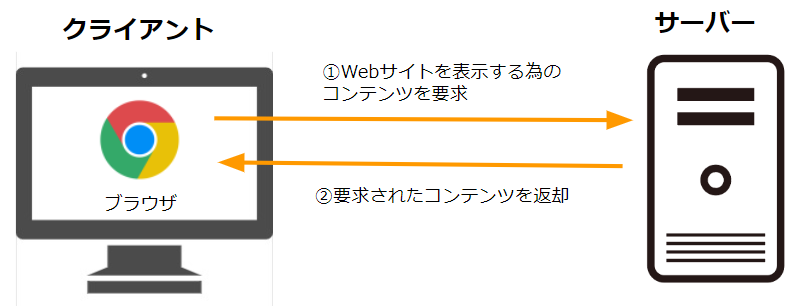 クライアント
サーバー
①Webサイトを表示する為の
コンテンツを要求
ブラウザ
②要求されたコンテンツを返却